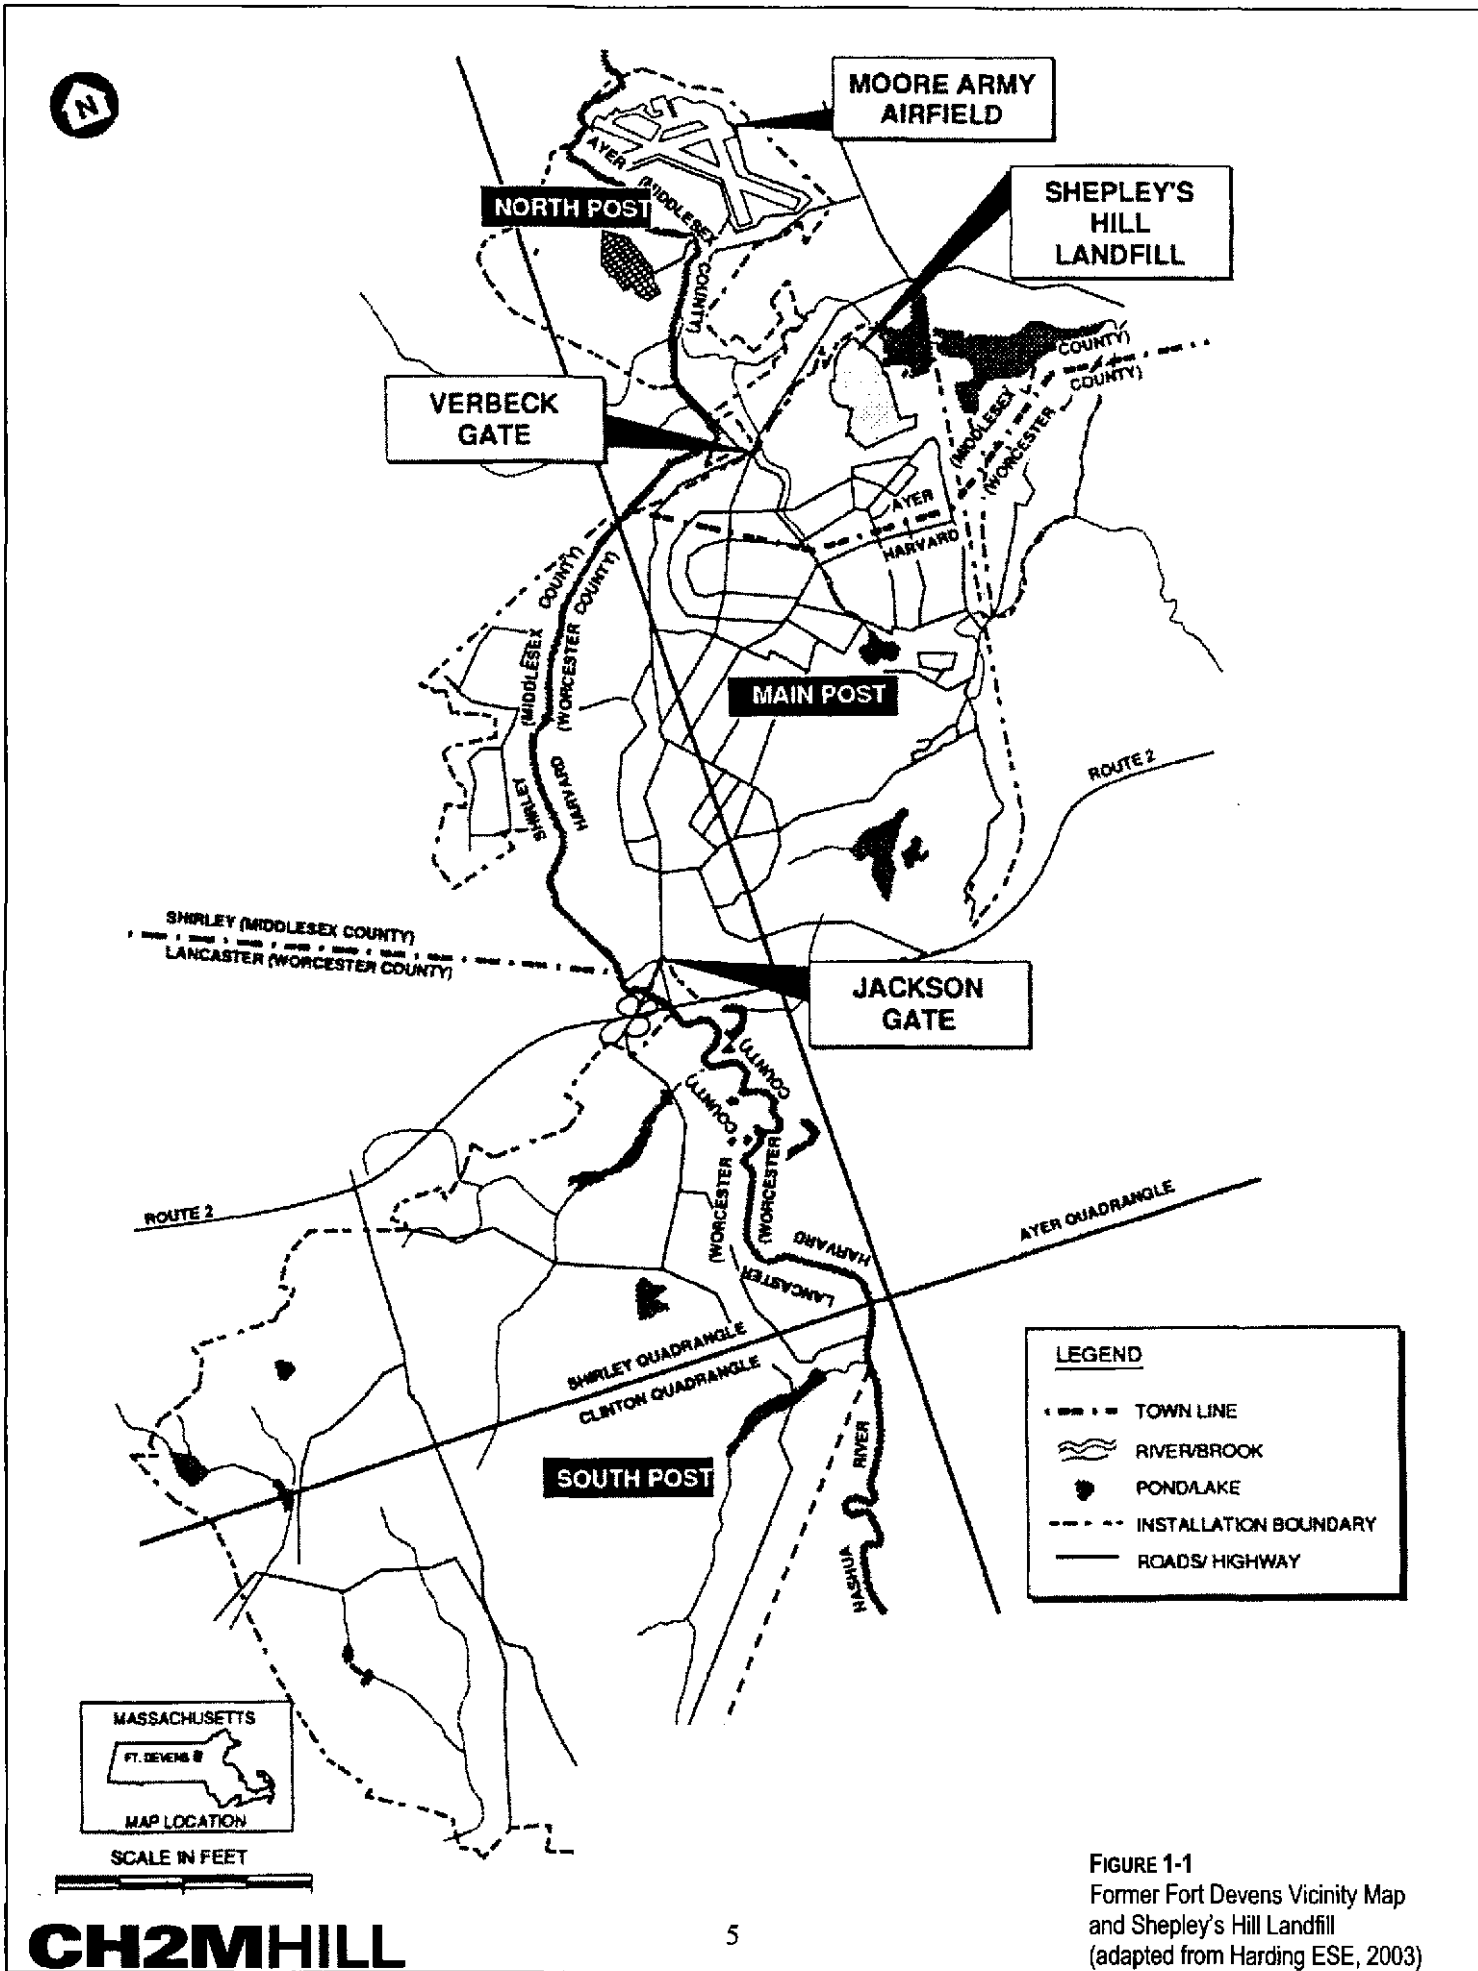 N
MOORE ARMY
AIRFIELD
SHEPLEY'S
HILL
LANDFILL
AYER
(MIDDLESEX
COUNTY)
NORTH POST
COUNTY)
COUNTY)
(MIDDLESEX
(WORCESTER
VERBECK
GATE
AYER
HARVARD
COUNTY)
COUNTY)
(MIDDLESEX
(WORCESTER
SHIRLEY
HARVARD
MAIN POST
ROUTE 2
SHIRLEY (MIDDLESEX COUNTY)
LANCASTER (WORCESTER COUNTY)
JACKSON
GATE
COUNTY)
COUNTY)
(WORCESTER
(WORCESTER
HARVARD
LANCASTER
ROUTE 2
AYER QUADRANGLE
SHIRLEY QUADRANGLE
CLINTON QUADRANGLE
SOUTH POST
RIVER
NASHUA
LEGEND
TOWN LINE
RIVER/BROOK
POND/LAKE
INSTALLATION BOUNDARY
ROADS/ HIGHWAY
MASSACHUSETTS
FT. DEVENS
MAP LOCATION
SCALE IN FEET
CH2MHILL
5
FIGURE 1-1
Former Fort Devens Vicinity Map
and Shepley's Hill Landfill
(adapted from Harding ESE, 2003)